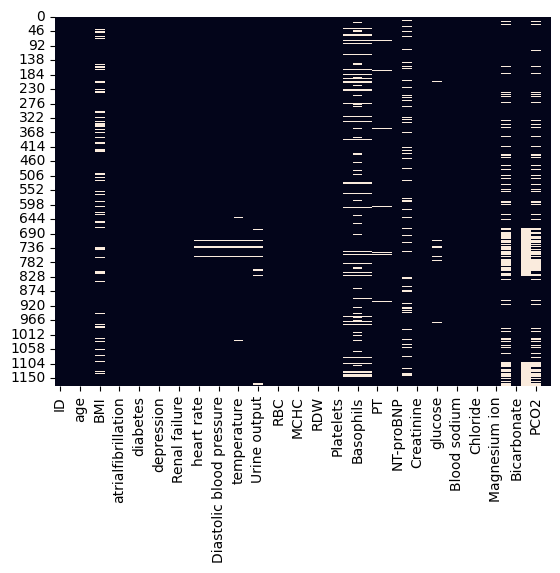 0
46
92
138
184
230
276
322
368
414
460
506
552
598
644
690
736
782
828
874
920
966
1012
1058
1104
1150
ID
age
BMI
atrialfibrillation
diabetes
depression
Renal failure
heart rate
Diastolic blood pressure
temperature
Urine output
RBC
MCHC
RDW
Platelets
Basophils
PT
NT-proBNP
Creatinine
glucose
Blood sodium
Chloride
Magnesium ion
Bicarbonate
PCO2